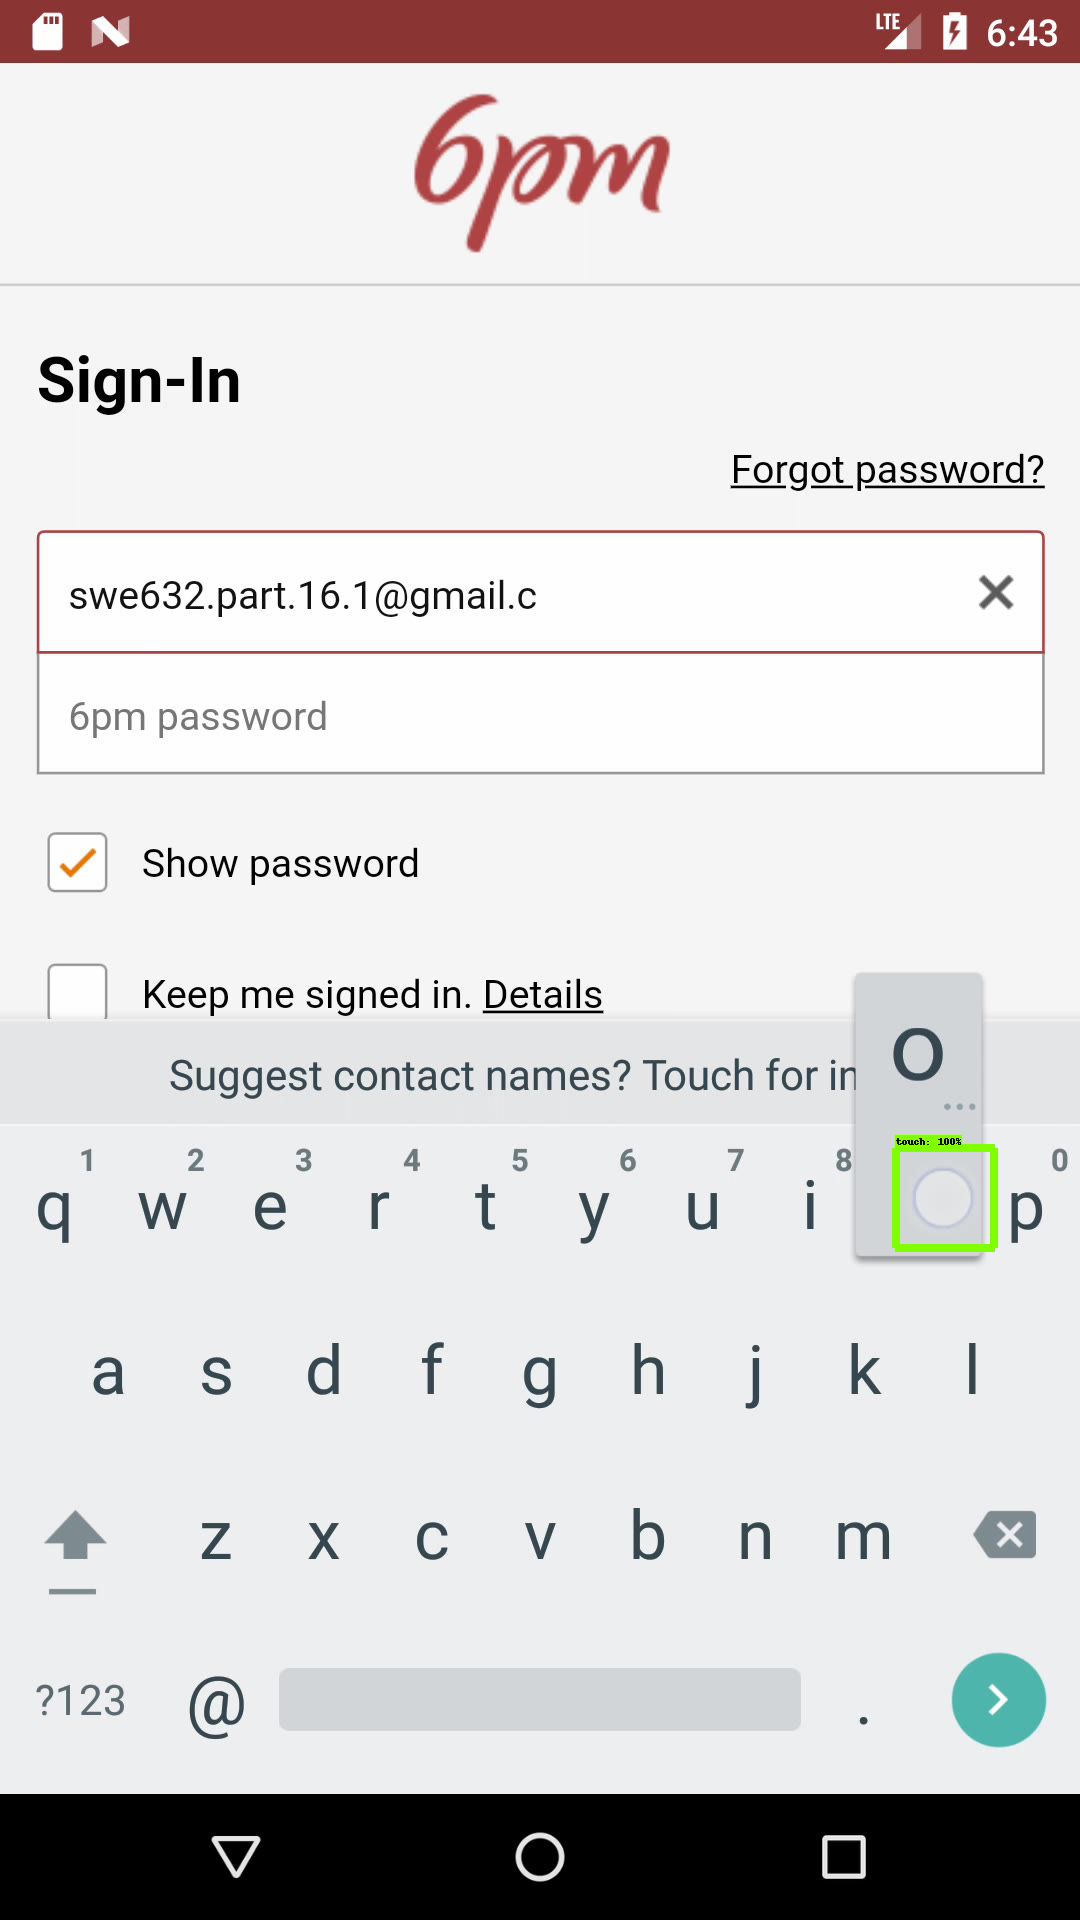 LTE 6:43
6pm
Sign-In
Forgot password?
swe632.part.16.1@gmail.c
6pm password
Show password
Keep me signed in. Details
Suggest contact names? Touch for in
o
touch: 100%
1 2 3 4 5 6 7 8 0
q w e r t y u i p
a s d f g h j k l
z x c v b n m
?123 @ .